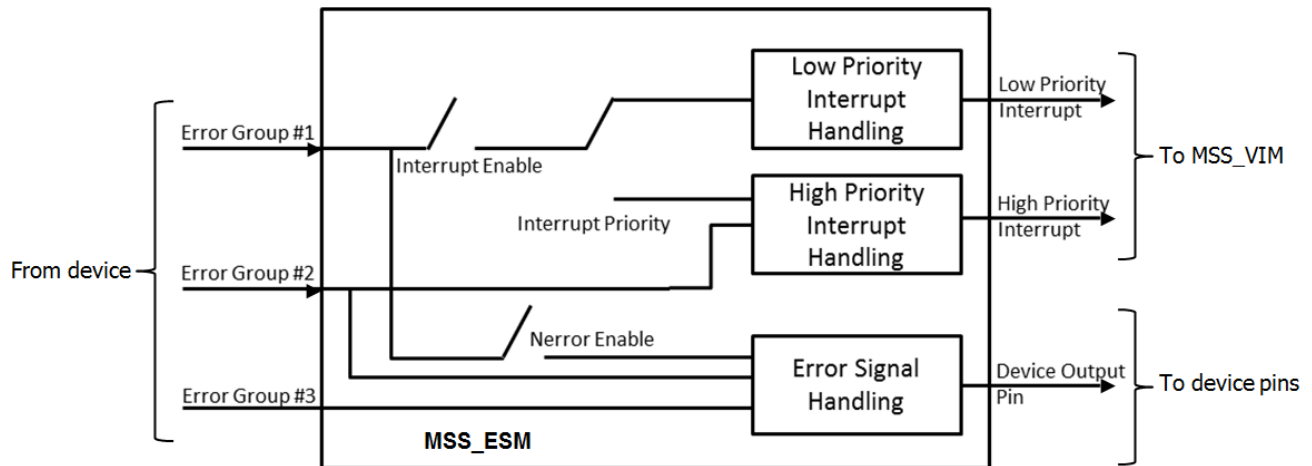 From device
Error Group #1
Error Group #2
Error Group #3
Interrupt Enable
Interrupt Priority
Nerror Enable
Low Priority
Interrupt
Handling
High Priority
Interrupt
Handling
Error Signal
Handling
MSS_ESM
Low Priority
Interrupt
High Priority
Interrupt
Device Output
Pin
To MSS_VIM
To device pins